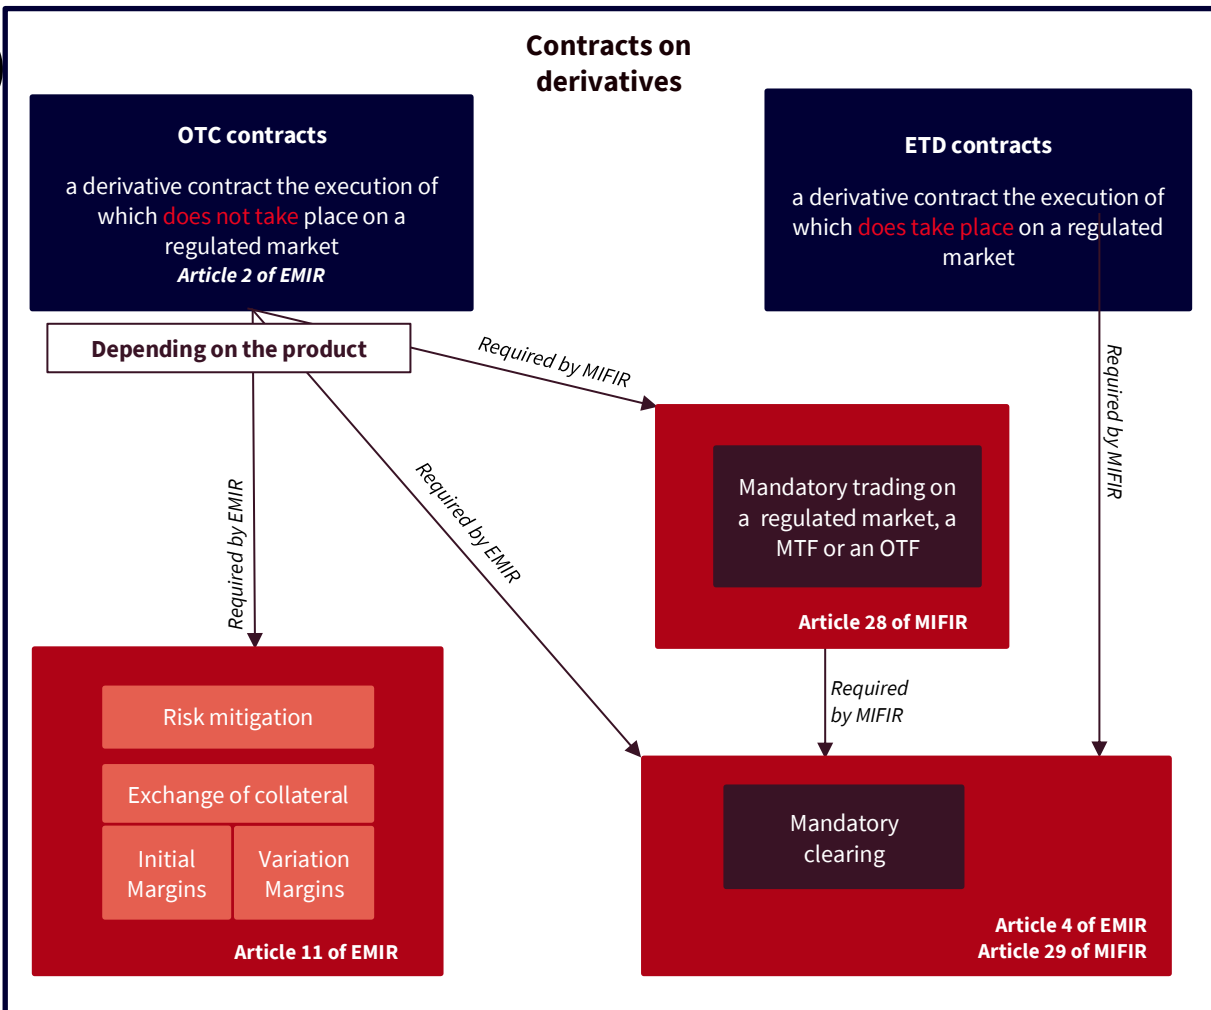 Contracts on
derivatives
OTC contracts
a derivative contract the execution of
which does not take place on a
regulated market
Article 2 of EMIR
ETD contracts
a derivative contract the execution of
which does take place on a regulated
market
Depending on the product
Required by MIFIR
Required by MIFIR
Required by EMIR
Required by EMIR
Mandatory trading on
a  regulated market, a
MTF or an OTF
Article 28 of MIFIR
Required
by MIFIR
Risk mitigation
Exchange of collateral
Initial
Margins
Variation
Margins
Article 11 of EMIR
Mandatory
clearing
Article 4 of EMIR
Article 29 of MIFIR